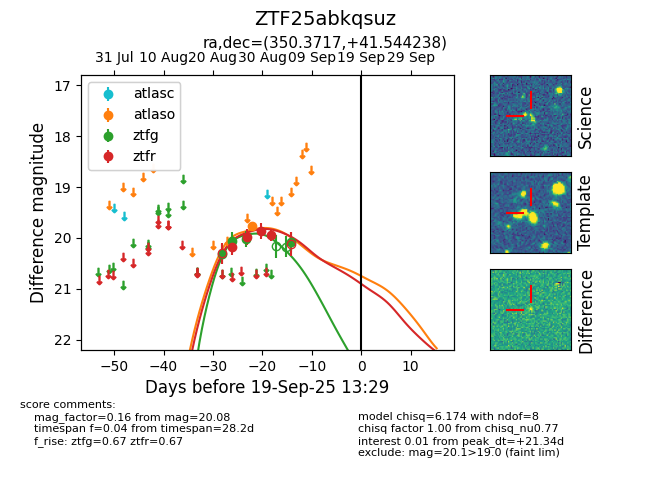 ZTF25abkqsuz
ra,dec=(350.3717,+41.544238)
31 Jul 10 Aug 20 Aug 30 Aug 09 Sep 19 Sep 29 Sep
17
18
19
20
21
22
Difference magnitude
atlasc
atlaso
ztfg
ztfr
−50 −40 −30 −20 −10 0 10
Days before 19-Sep-25 13:29
Science
Template
Difference
score comments:
mag_factor=0.16 from mag=20.08
timespan f=0.04 from timespan=28.2d
f_rise: ztfg=0.67 ztfr=0.67
model chisq=6.174 with ndof=8
chisq factor 1.00 from chisq_nu0.77
interest 0.01 from peak_dt=+21.34d
exclude: mag=20.1>19.0 (faint lim)